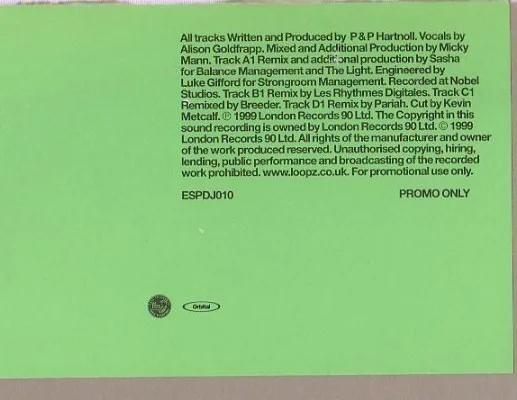 All tracks Written and Produced by P&P Hartnoll. Vocals by
Alison Goldfrapp. Mixed and Additional Production by Micky
Mann. Track A1 Remix and additional production by Sasha
for Balance Management and The Light. Engineered by
Luke Gifford for Strongroom Management. Recorded at Nobel
Studios. Track B1 Remix by Les Rhythmes Digitales. Track C1
Remixed by Breeder. Track D1 Remix by Pariah. Cut by Kevin
Metcalf. ℗ 1999 London Records 90 Ltd. The Copyright in this
sound recording is owned by London Records 90 Ltd. © 1999
London Records 90 Ltd. All rights of the manufacturer and owner
of the work produced reserved. Unauthorised copying, hiring,
lending, public performance and broadcasting of the recorded
work prohibited. www.loopz.co.uk. For promotional use only.
ESPDJ010 PROMO ONLY
Orbital